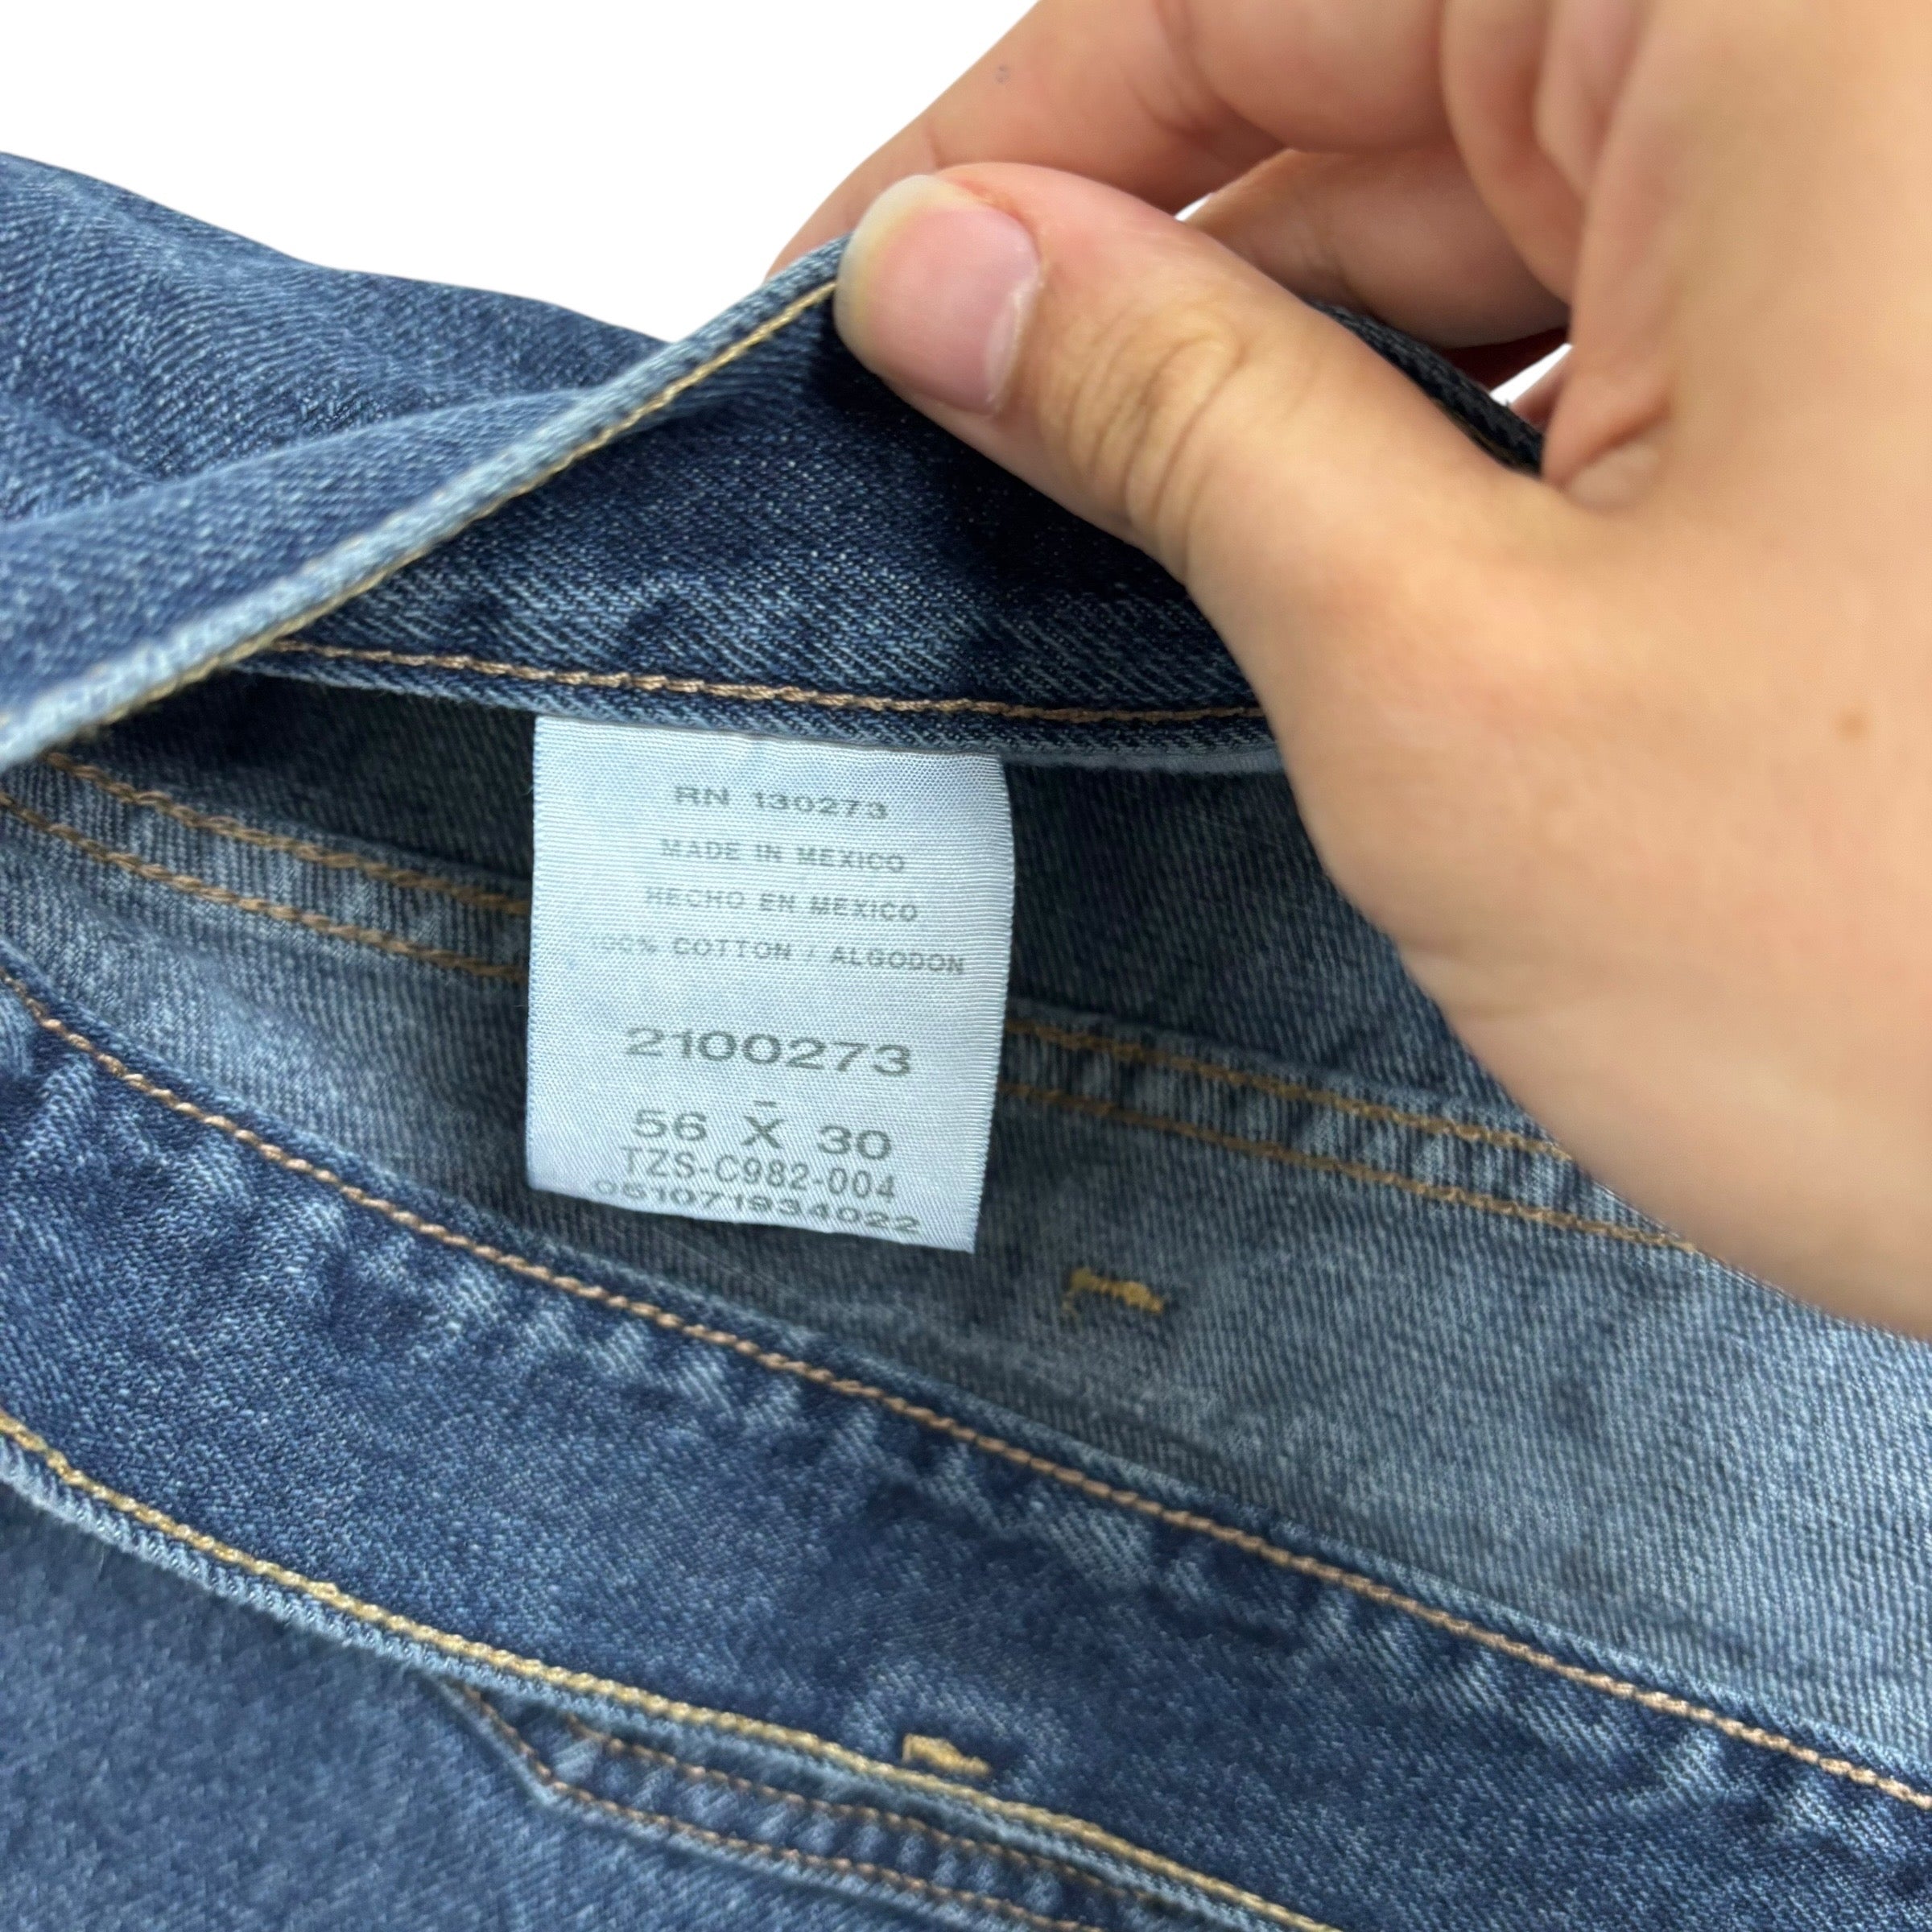 RN 130273
MADE IN MEXICO
HECHO EN MEXICO
100% COTTON / ALGODON
2100273
56 X 30
TZS-C982-004
051071934022